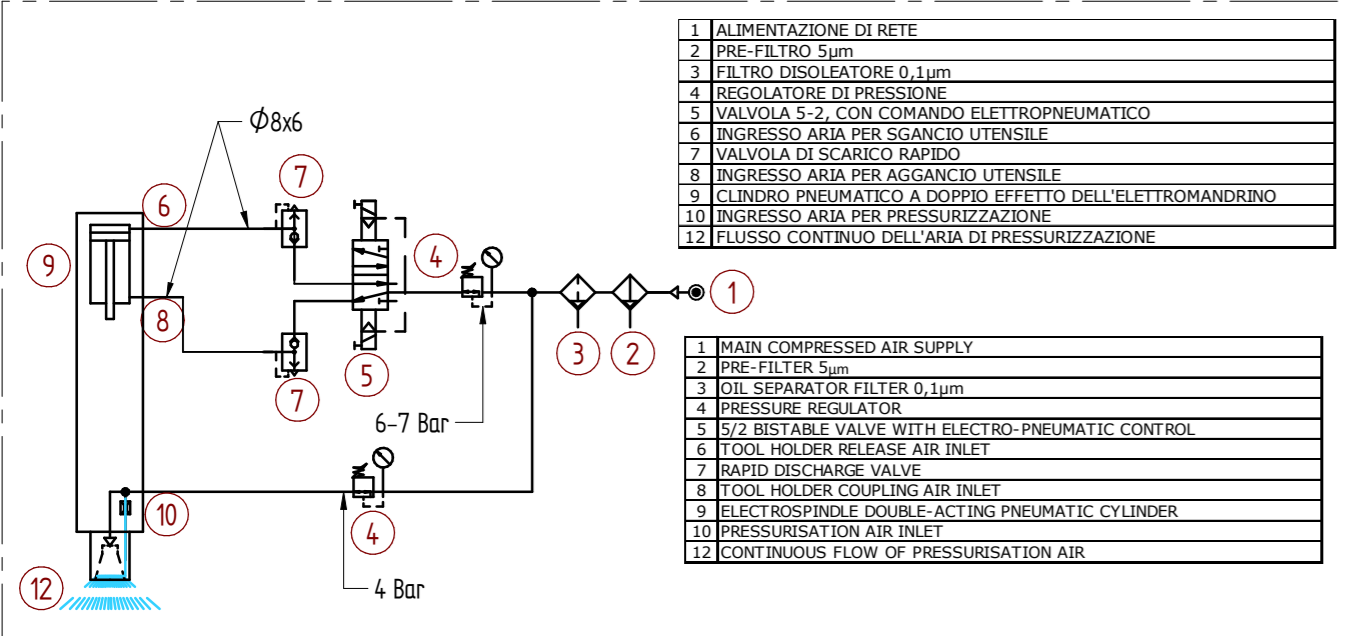 1 ALIMENTAZIONE DI RETE
2 PRE-FILTRO 5µm
3 FILTRO DISOLEATORE 0,1µm
4 REGOLATORE DI PRESSIONE
5 VALVOLA 5-2, CON COMANDO ELETTROPNEUMATICO
6 INGRESSO ARIA PER SGANCIO UTENSILE
7 VALVOLA DI SCARICO RAPIDO
8 INGRESSO ARIA PER AGGANCIO UTENSILE
9 CLINDRO PNEUMATICO A DOPPIO EFFETTO DELL'ELETTROMANDRINO
10 INGRESSO ARIA PER PRESSURIZZAZIONE
12 FLUSSO CONTINUO DELL'ARIA DI PRESSURIZZAZIONE
Φ8x6
7
6
9
4
1
8
3
2
5
7
6-7 Bar
10
4
12
4 Bar
1 MAIN COMPRESSED AIR SUPPLY
2 PRE-FILTER 5µm
3 OIL SEPARATOR FILTER 0,1µm
4 PRESSURE REGULATOR
5 5/2 BISTABLE VALVE WITH ELECTRO-PNEUMATIC CONTROL
6 TOOL HOLDER RELEASE AIR INLET
7 RAPID DISCHARGE VALVE
8 TOOL HOLDER COUPLING AIR INLET
9 ELECTROSPINDLE DOUBLE-ACTING PNEUMATIC CYLINDER
10 PRESSURISATION AIR INLET
12 CONTINUOUS FLOW OF PRESSURISATION AIR